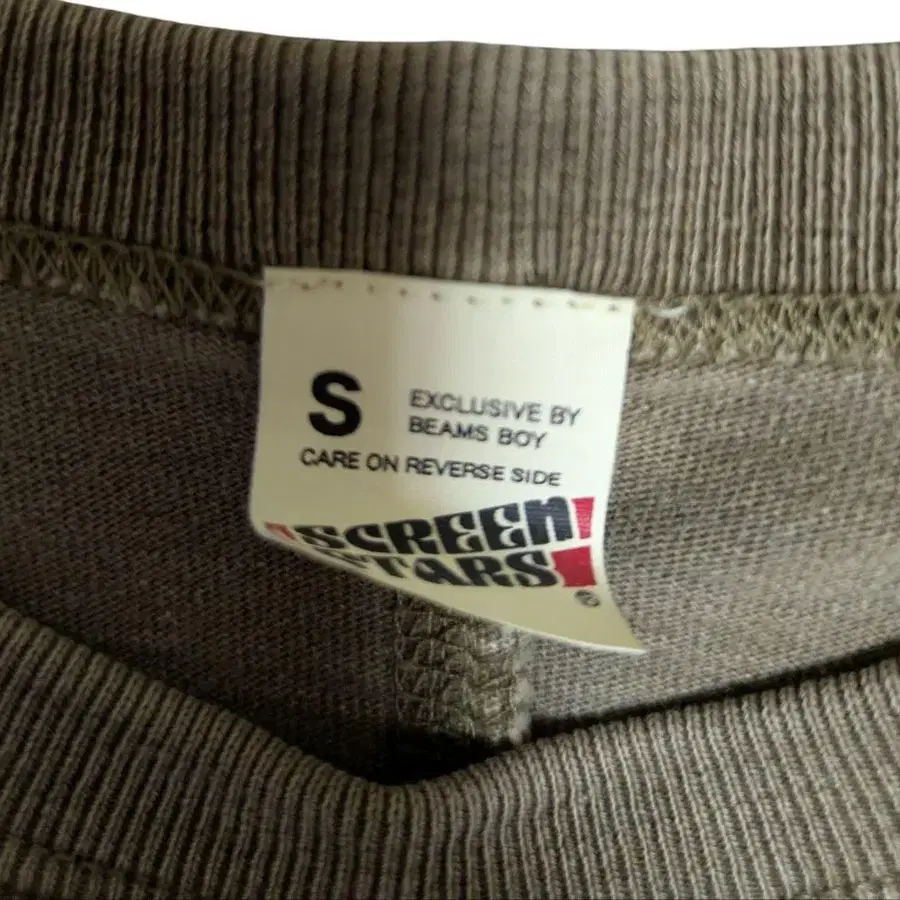 S
EXCLUSIVE BY
BEAMS BOY
CARE ON REVERSE SIDE
SCREEN
STARS
®